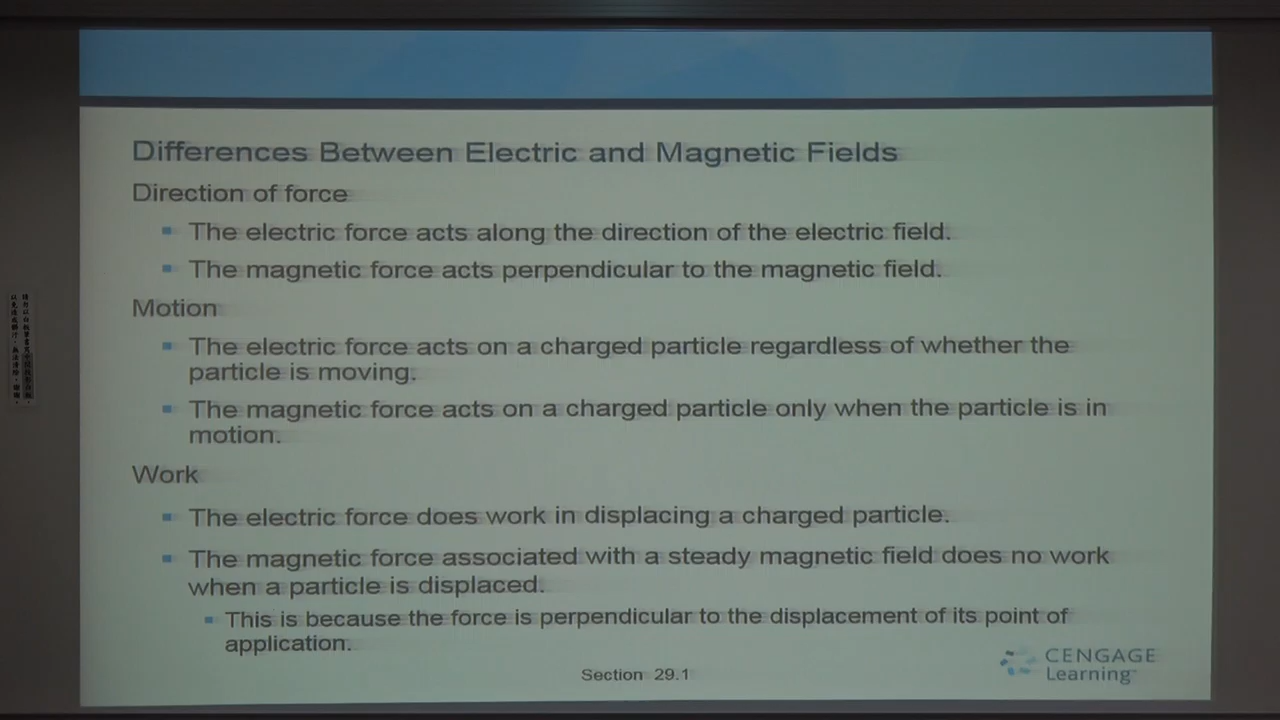 Differences Between Electric and Magnetic Fields
Direction of force
The electric force acts along the direction of the electric field.
The magnetic force acts perpendicular to the magnetic field.
Motion
The electric force acts on a charged particle regardless of whether the
particle is moving.
The magnetic force acts on a charged particle only when the particle is in
motion.
Work
The electric force does work in displacing a charged particle.
The magnetic force associated with a steady magnetic field does no work
when a particle is displaced.
This is because the force is perpendicular to the displacement of its point of
application.
Section 29.1
CENGAGE
Learning™